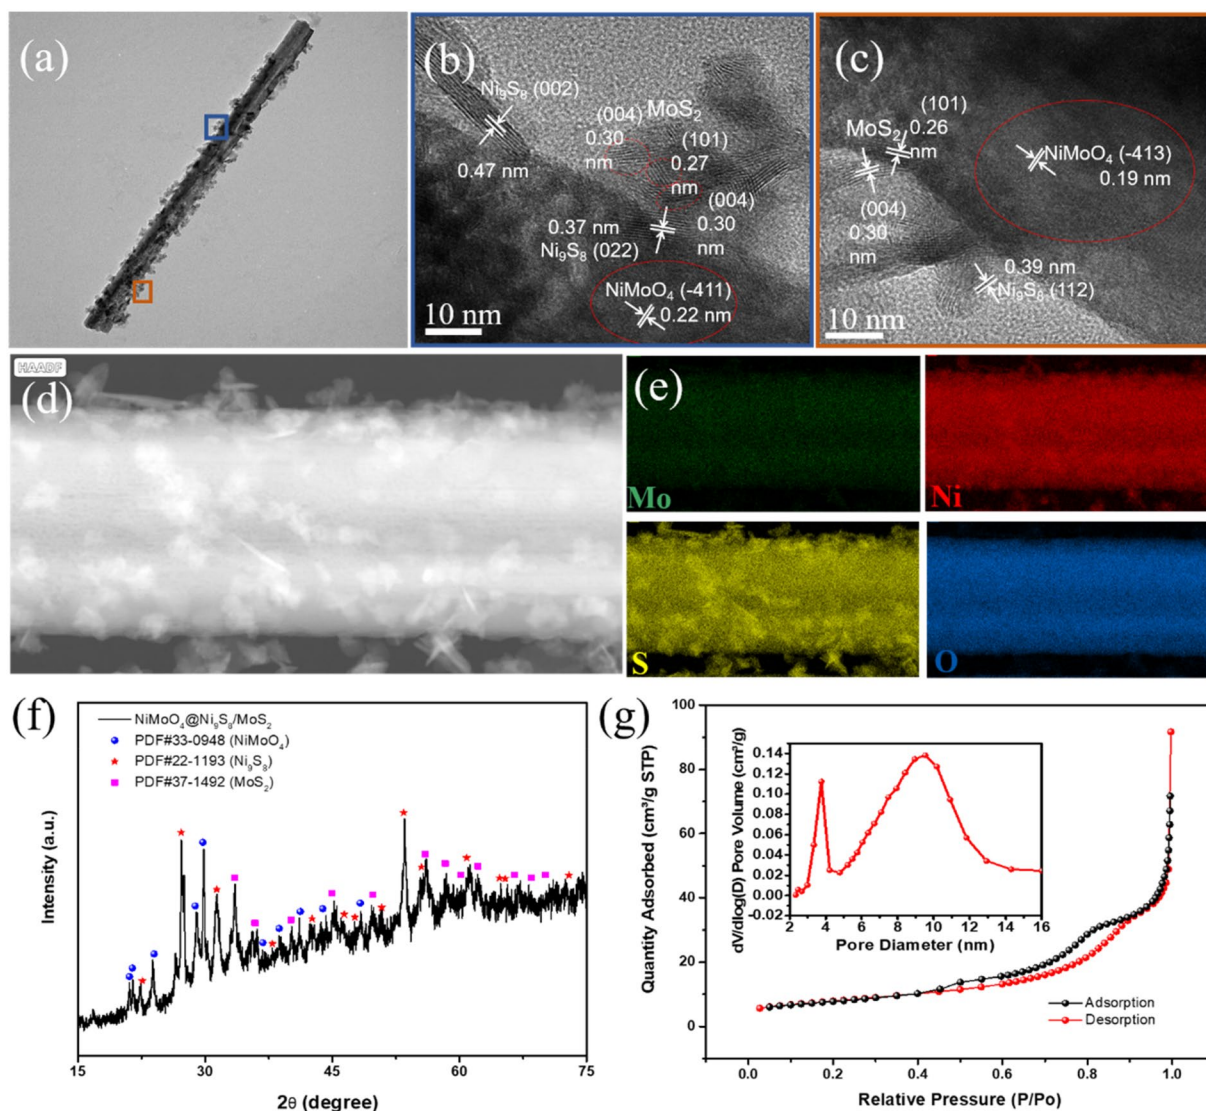 (a)
(b)
Ni₉S₈ (002)
0.47 nm
(004)
0.30
nm
MoS₂
(101)
0.27
nm
(004)
0.30
nm
0.37 nm
Ni₉S₈ (022)
NiMoO₄ (-411)
0.22 nm
10 nm
(c)
(101)
0.26
nm
MoS₂
(004)
0.30
nm
NiMoO₄ (-413)
0.19 nm
0.39 nm
Ni₉S₈ (112)
10 nm
HAADF
(d)
(e)
Mo
Ni
S
O
(f)
NiMoO₄@Ni₉S₈/MoS₂
PDF#33-0948 (NiMoO₄)
PDF#22-1193 (Ni₉S₈)
PDF#37-1492 (MoS₂)
Intensity (a.u.)
15 30 45 60 75
2θ (degree)
(g)
Quantity Adsorbed (cm³/g STP)
100
80
60
40
20
0
dV/dlog(D) Pore Volume (cm³/g)
0.14
0.12
0.10
0.08
0.06
0.04
0.02
0.00
-0.02
2 4 6 8 10 12 14 16
Pore Diameter (nm)
Adsorption
Desorption
0.0 0.2 0.4 0.6 0.8 1.0
Relative Pressure (P/Po)